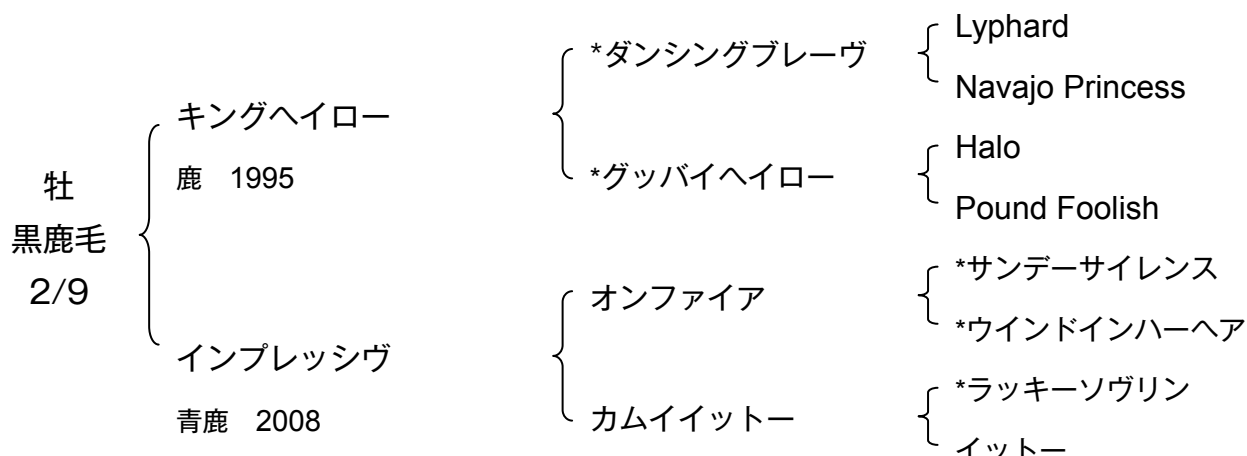 牡
黒鹿毛
2/9
キングヘイロー
鹿 1995
インプレッシヴ
青鹿 2008
*ダンシングブレーヴ
*グッバイヘイロー
オンファイア
カムイイットー
Lyphard
Navajo Princess
Halo
Pound Foolish
*サンデーサイレンス
*ウインドインハーヘア
*ラッキーソヴリン
イットー